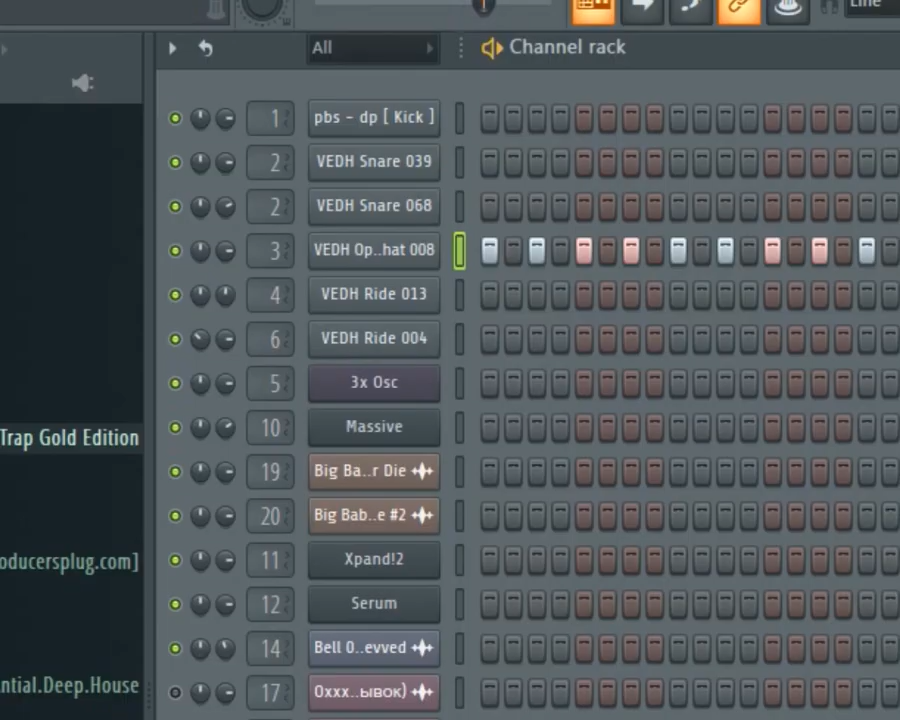 Line
All
Channel rack
1 pbs - dp [ Kick ]
2 VEDH Snare 039
2 VEDH Snare 068
3 VEDH Op..hat 008
4 VEDH Ride 013
6 VEDH Ride 004
5 3x Osc
10 Massive
Trap Gold Edition
19 Big Ba..r Die
20 Big Bab..e #2
11 Xpand!2
oducersplug.com]
12 Serum
14 Bell 0..evved
ntial.Deep.House
17 Oxxx..ывок)